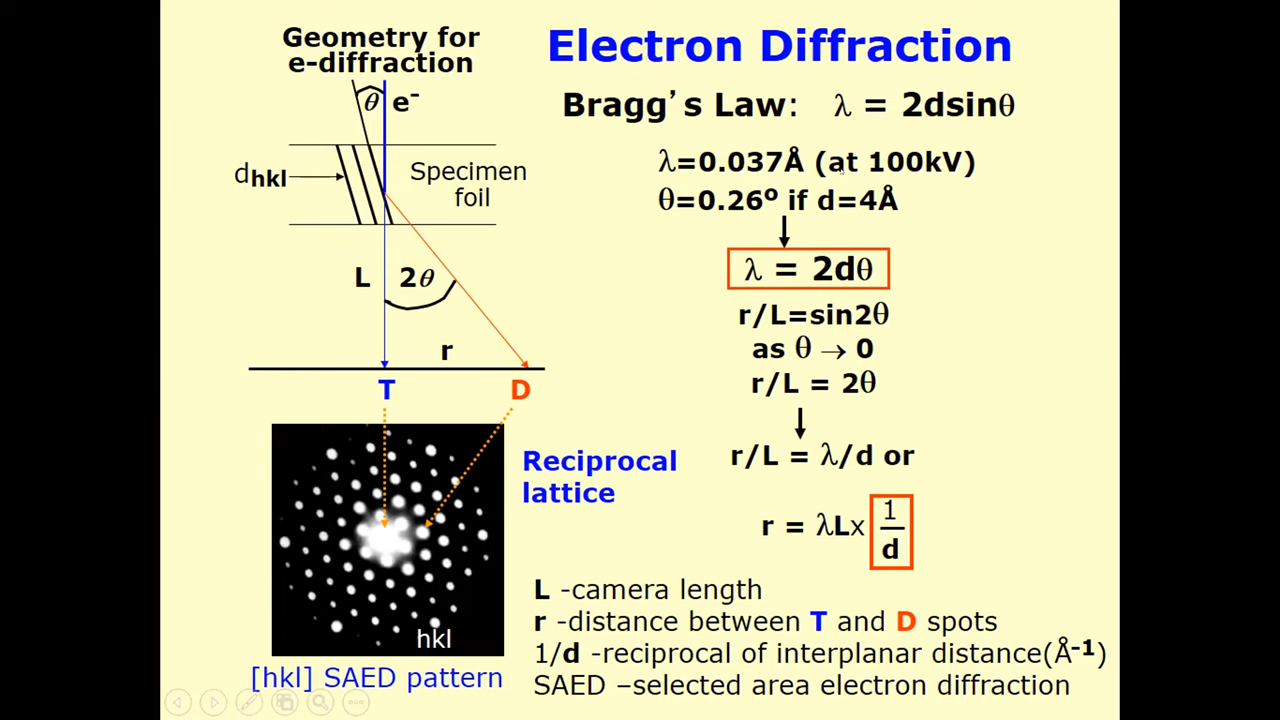 Geometry for
e-diffraction
θ
e-
dhkl
Specimen
foil
L
2θ
r
T
D
hkl
[hkl] SAED pattern
Electron Diffraction
Bragg’s Law: λ = 2dsinθ
λ=0.037Å (at 100kV)
θ=0.26º if d=4Å
λ = 2dθ
r/L=sin2θ
as θ → 0
r/L = 2θ
r/L = λ/d or
r = λLx 1/d
Reciprocal
lattice
L -camera length
r -distance between T and D spots
1/d -reciprocal of interplanar distance(Å-1)
SAED –selected area electron diffraction